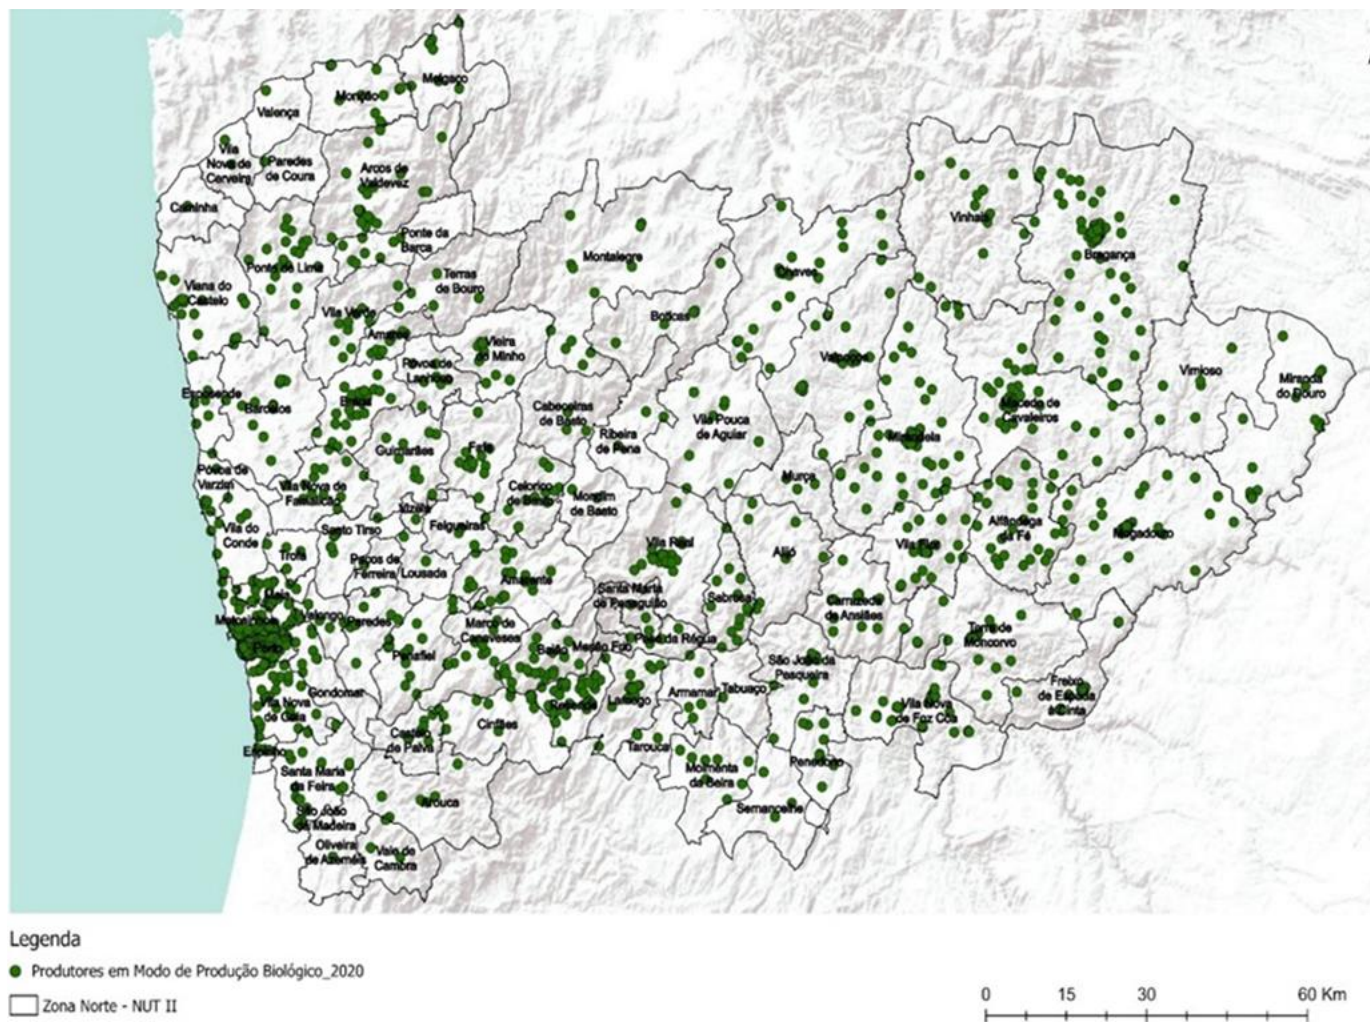 Melgaço
Monção
Valença
Vila
Nova de
Cerveira
Paredes
de Coura
Arcos de
Valdevez
Caminha
Ponte da
Barca
Vinhais
Bragança
Montalegre
Chaves
Ponte de Lima
Terras
de Bouro
Viana do
Castelo
Boticas
Vila Verde
Amares
Vieira
do Minho
Valpaços
Póvoa de
Lanhoso
Vimioso
Miranda
do Douro
Esposende
Barcelos
Braga
Cabeceiras
de Basto
Macedo de
Cavaleiros
Vila Pouca
de Aguiar
Ribeira
de Pena
Mirandela
Guimarães
Fafe
Póvoa de
Varzim
Vila Nova de
Famalicão
Celorico
de Basto
Mondim
de Basto
Murça
Vizela
Felgueiras
Alfândega
da Fé
Mogadouro
Vila do
Conde
Santo Tirso
Trofa
Vila Real
Alijó
Vila Flor
Paços de
Ferreira
Lousada
Amarante
Santa Marta
de Penaguião
Sabrosa
Carrazeda
de Ansiães
Maia
Matosinhos
Valongo
Paredes
Marco de
Canaveses
Torre de
Moncorvo
Porto
Penafiel
Baião
Mesão Frio
Peso da Régua
São João da
Pesqueira
Gondomar
Vila Nova
de Gaia
Resende
Lamego
Armamar
Tabuaço
Vila Nova
de Foz Côa
Freixo
de Espada
à Cinta
Cinfães
Castelo
de Paiva
Espinho
Tarouca
Moimenta
da Beira
Penedono
Santa Maria
da Feira
Arouca
Sernancelhe
São João
da Madeira
Oliveira
de Azeméis
Vale de
Cambra
Legenda
Produtores em Modo de Produção Biológico_2020
Zona Norte - NUT II
0 15 30 60 Km